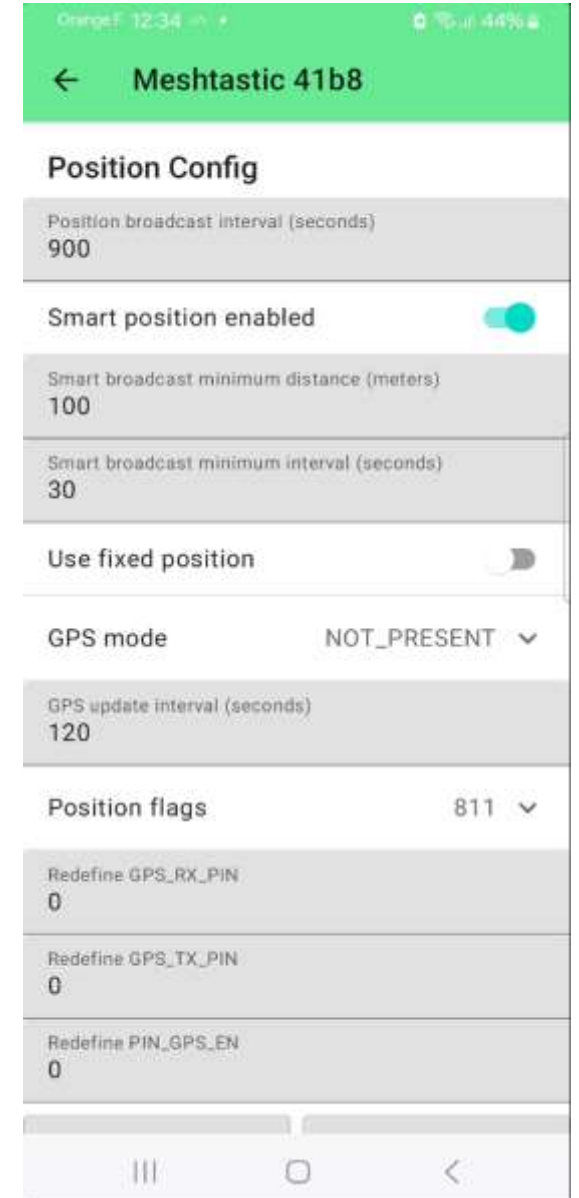 Orange F 12:34
44%
Meshtastic 41b8
Position Config
Position broadcast interval (seconds)
900
Smart position enabled
Smart broadcast minimum distance (meters)
100
Smart broadcast minimum interval (seconds)
30
Use fixed position
GPS mode NOT_PRESENT
GPS update interval (seconds)
120
Position flags 811
Redefine GPS_RX_PIN
0
Redefine GPS_TX_PIN
0
Redefine PIN_GPS_EN
0